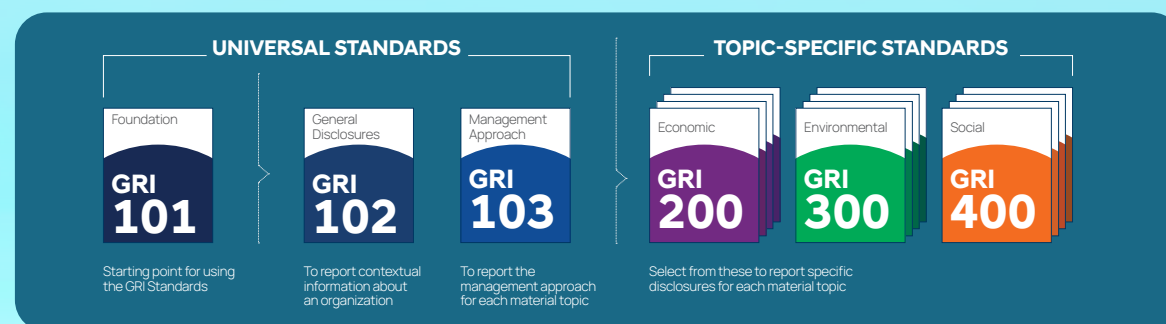 UNIVERSAL STANDARDS
Foundation
GRI
101
Starting point for using
the GRI Standards
General
Disclosures
GRI
102
To report contextual
information about
an organization
Management
Approach
GRI
103
To report the
management approach
for each material topic
TOPIC-SPECIFIC STANDARDS
Economic
GRI
200
Environmental
GRI
300
Social
GRI
400
Select from these to report specific
disclosures for each material topic